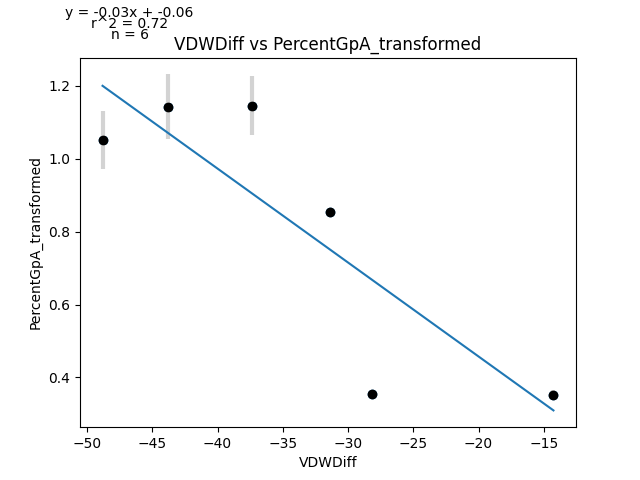 y = -0.03x + -0.06
r^2 = 0.72
n = 6
VDWDiff vs PercentGpA_transformed
1.2
1.0
0.8
0.6
0.4
PercentGpA_transformed
−50
−45
−40
−35
−30
−25
−20
−15
VDWDiff